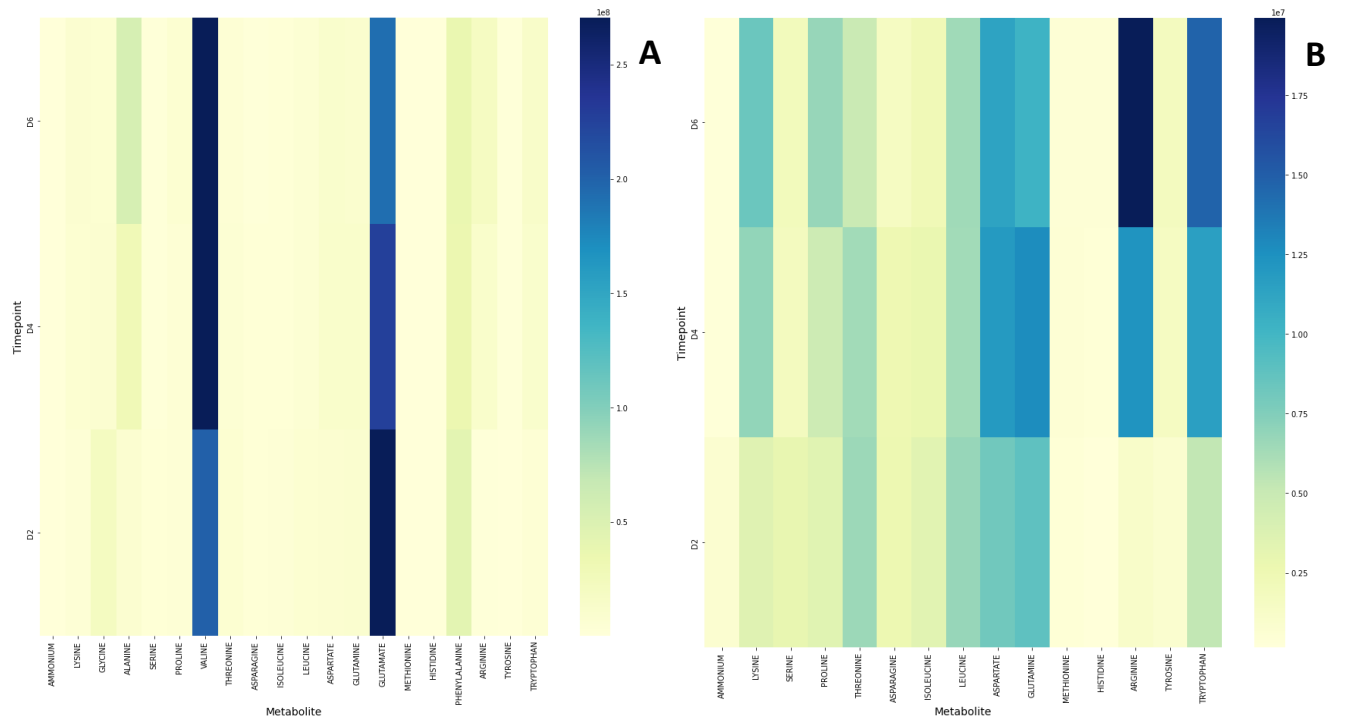 1e8
A
2.5
2.0
1.5
1.0
0.5
D6
D4
D2
Timepoint
AMMONIUM
LYSINE
GLYCINE
ALANINE
SERINE
PROLINE
VALINE
THREONINE
ASPARAGINE
ISOLEUCINE
LEUCINE
ASPARTATE
GLUTAMINE
GLUTAMATE
METHIONINE
HISTIDINE
PHENYLALANINE
ARGININE
TYROSINE
TRYPTOPHAN
Metabolite
1e7
B
1.75
1.50
1.25
1.00
0.75
0.50
0.25
D6
D4
D2
Timepoint
AMMONIUM
LYSINE
SERINE
PROLINE
THREONINE
ASPARAGINE
ISOLEUCINE
LEUCINE
ASPARTATE
GLUTAMINE
METHIONINE
HISTIDINE
ARGININE
TYROSINE
TRYPTOPHAN
Metabolite